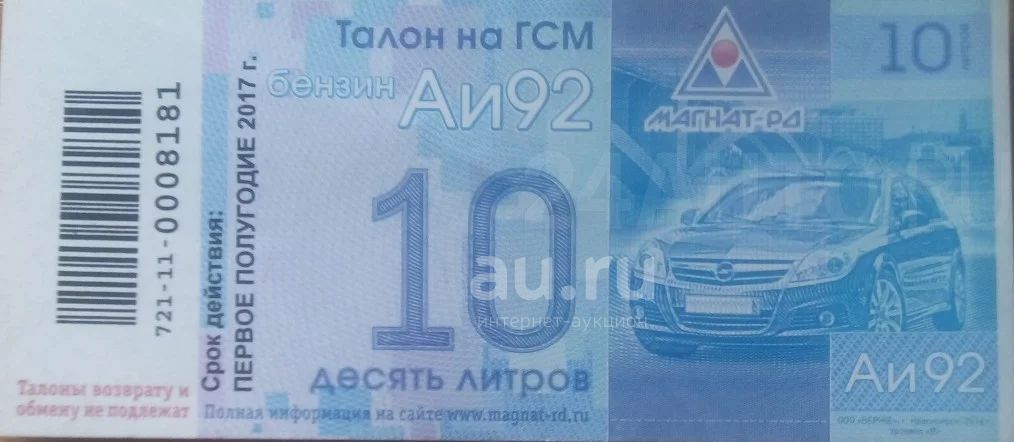 Талон на ГСМ
бензин Аи92
10
десять литров
Полная информация на сайте www.magnat-rd.ru
721-11-0008181
Срок действия:
ПЕРВОЕ ПОЛУГОДИЕ 2017 г.
Талоны возврату и
обмену не подлежат
МАГНАТ-РД
10
литров
Аи92
au.ru
интернет-аукцион